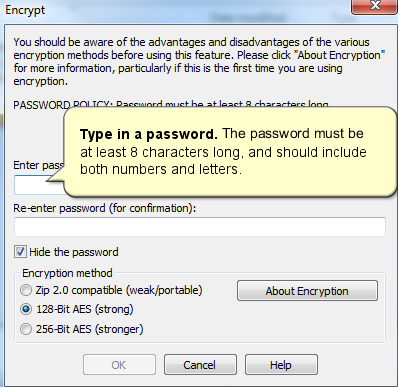 Encrypt
You should be aware of the advantages and disadvantages of the various
encryption methods before using this feature. Please click "About Encryption"
for more information, particularly if this is the first time you are using
encryption.
PASSWORD POLICY: Password must be at least 8 characters long
Type in a password. The password must be
at least 8 characters long, and should include
both numbers and letters.
Enter pas
Re-enter password (for confirmation):
Hide the password
Encryption method
Zip 2.0 compatible (weak/portable)
About Encryption
128-Bit AES (strong)
256-Bit AES (stronger)
OK Cancel Help